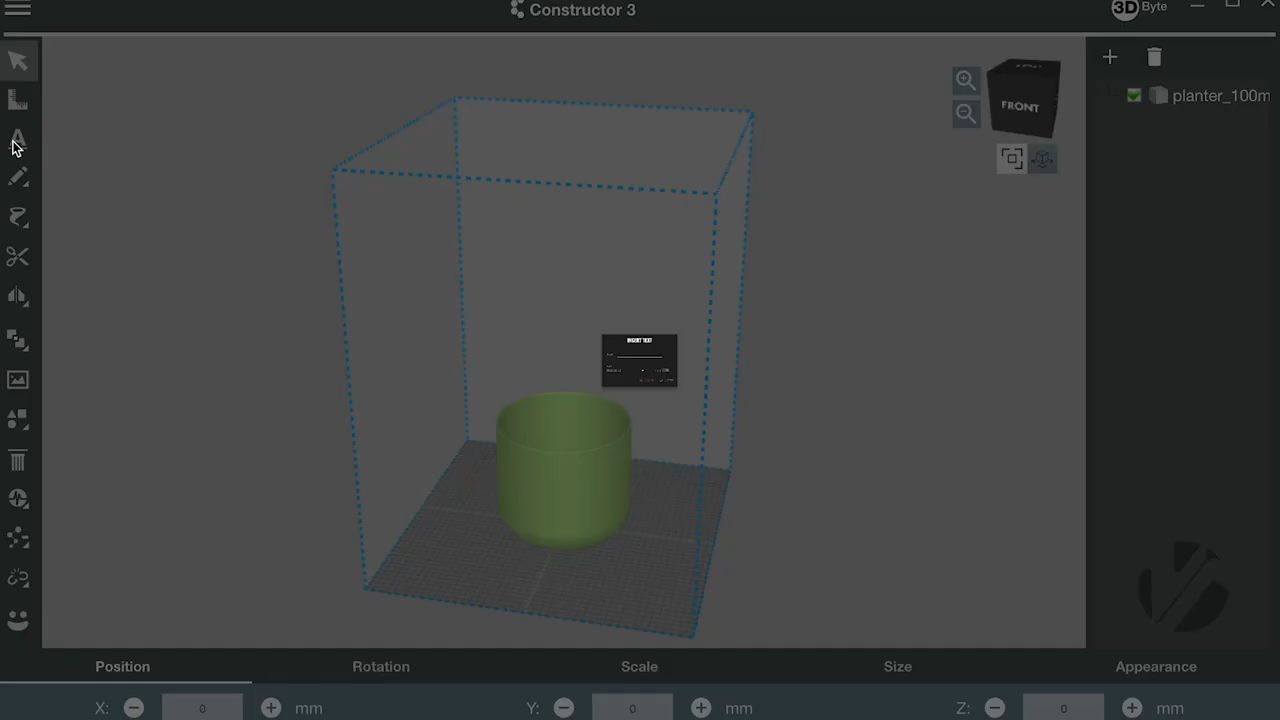 Constructor 3
3D Byte
FRONT
planter_100m
INSERT TEXT
Position
Rotation
Scale
Size
Appearance
X: 0 mm
Y: 0 mm
Z: 0 mm